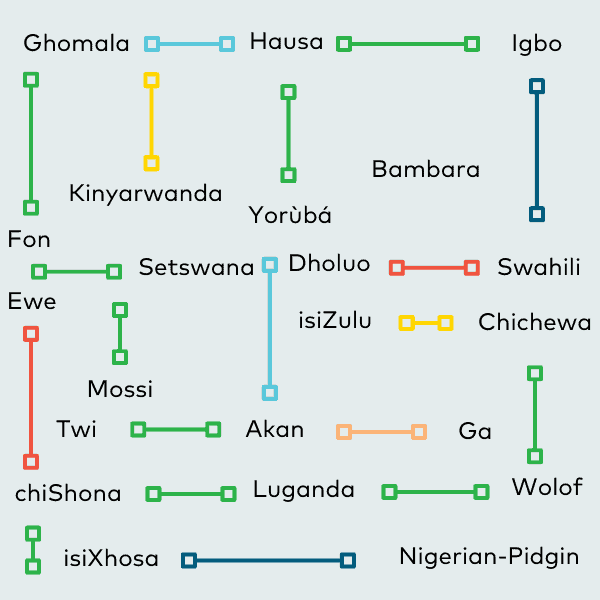 Ghomala Hausa Igbo
Bambara
Kinyarwanda
Yorùbá
Fon
Setswana Dholuo Swahili
Ewe
isiZulu Chichewa
Mossi
Twi Akan Ga
chiShona Luganda Wolof
isiXhosa Nigerian-Pidgin